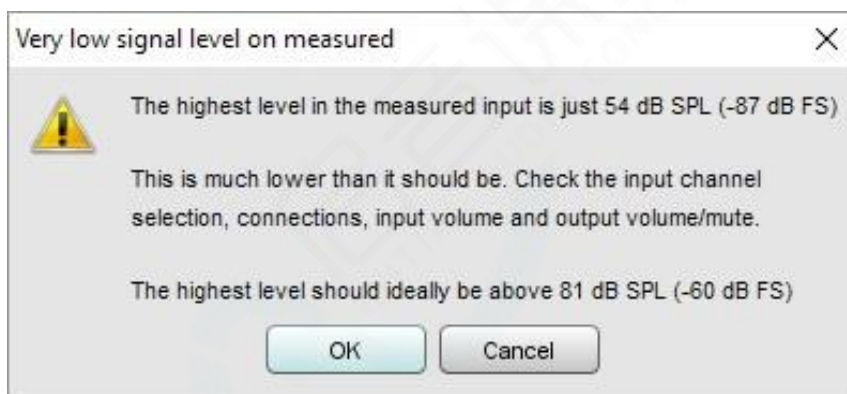 Very low signal level on measured
The highest level in the measured input is just 54 dB SPL (-87 dB FS)
This is much lower than it should be. Check the input channel
selection, connections, input volume and output volume/mute.
The highest level should ideally be above 81 dB SPL (-60 dB FS)
OK Cancel